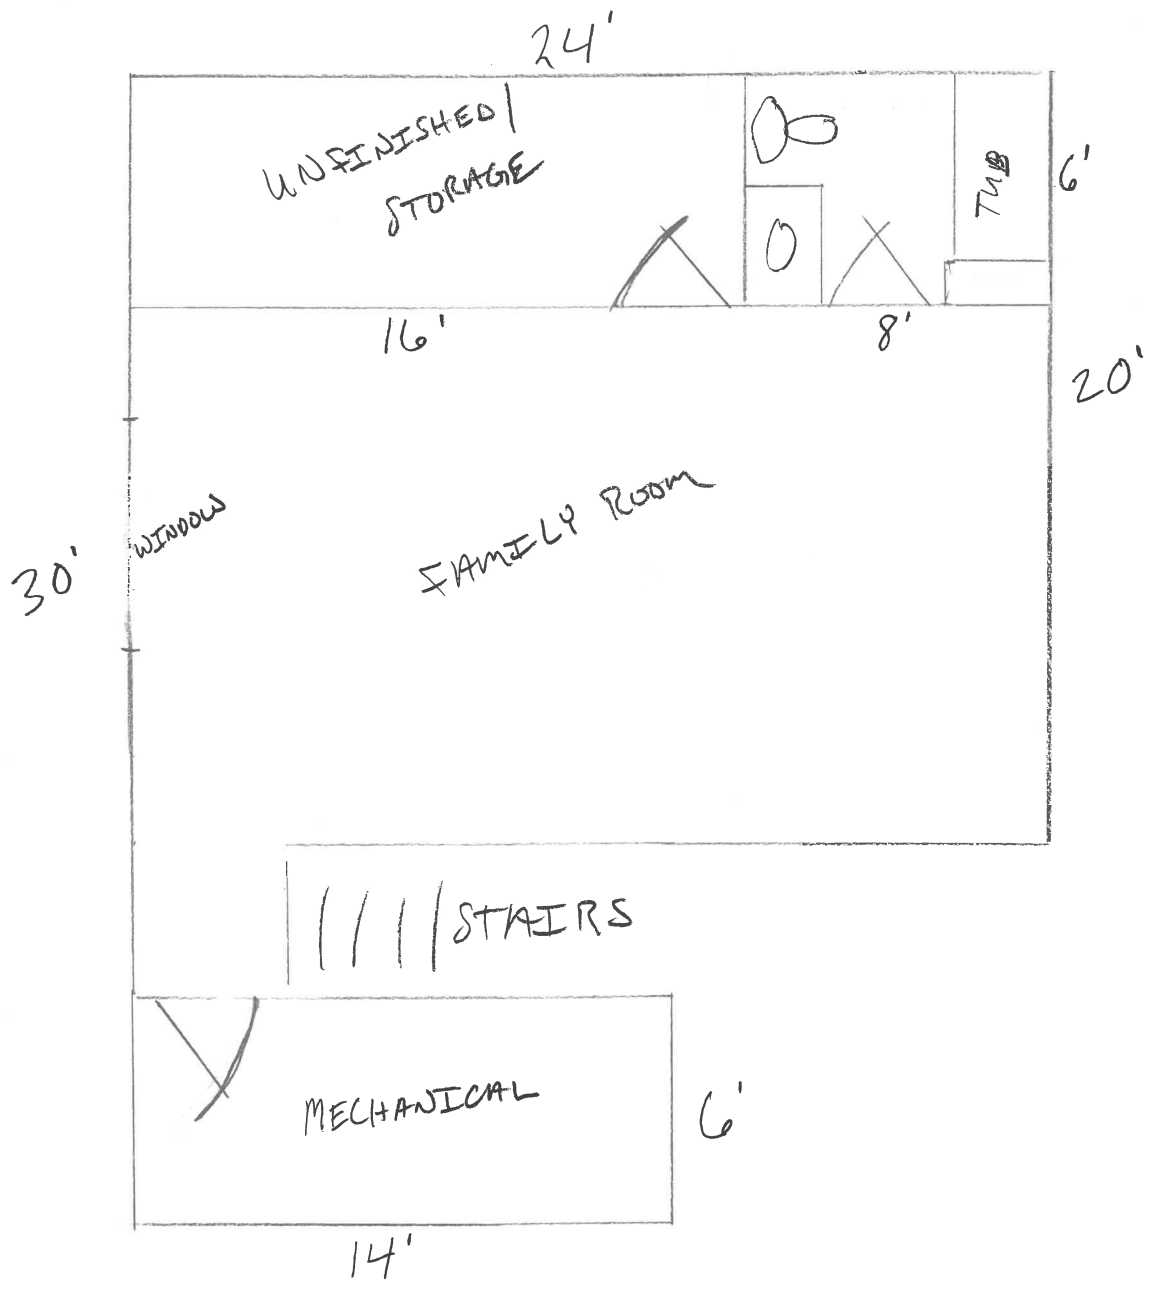 24'
UNFINISHED/
STORAGE
TUB
6'
16'
8'
20'
WINDOW
FAMILY ROOM
30'
STAIRS
MECHANICAL
6'
14'